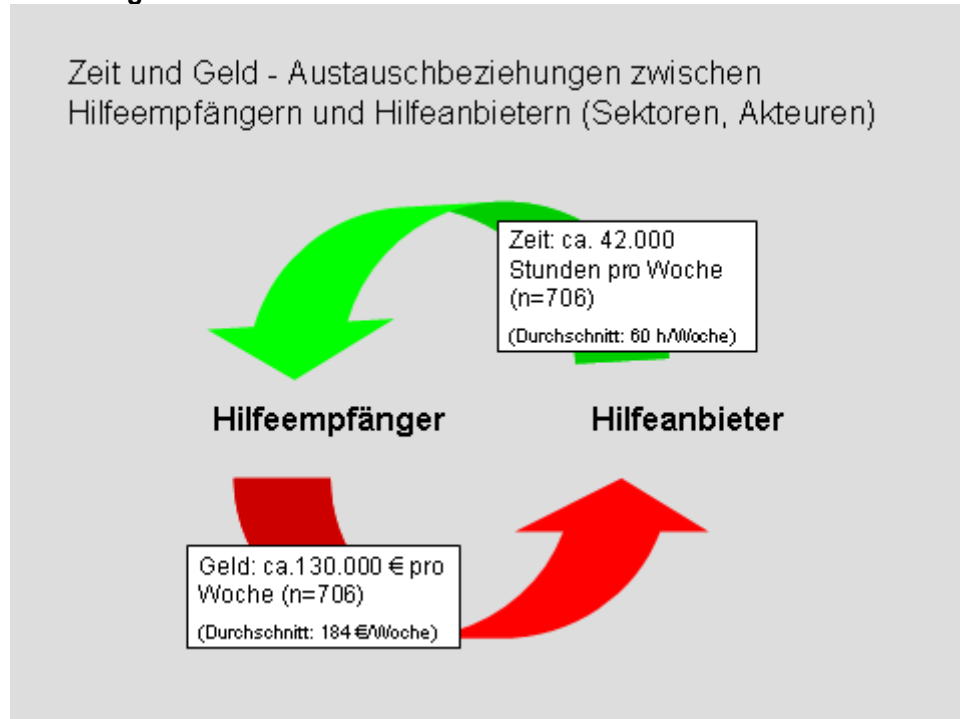 Zeit und Geld - Austauschbeziehungen zwischen
Hilfeempfängern und Hilfeanbietern (Sektoren, Akteuren)
Zeit: ca. 42.000
Stunden pro Woche
(n=706)
(Durchschnitt: 60 h/Woche)
Hilfeempfänger
Hilfeanbieter
Geld: ca.130.000 € pro
Woche (n=706)
(Durchschnitt: 184 €/Woche)